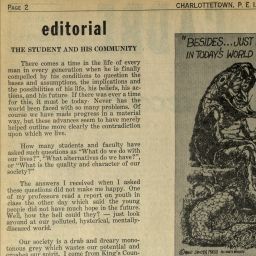 PAGE 2
CHARLOTTETOWN, P. E. I.
editorial
THE STUDENT AND HIS COMMUNITY
There comes a time in the life of every
man in every generation when he is finally
compelled by his conditions to question the
bases and assumptions, the implications and
the possibilities of his life, his beliefs, his ac-
tions, and his future. If there was ever a time
for this, it must be today. Never has the
world been faced with so many problems. Of
course we have made progress in a material
way, but these advances seem to have merely
helped outline more clearly the contradiction
upon which we live.
How many students and faculty have
asked such questions as "What do we do with
our lives?", "What alternatives do we have?",
or "What is the quality and character of our
society?"
The answers I received when I asked
these questions did not make me happy. One
of my professors read a report on youth in
class the other day which said the young
people did not have much hope in the future.
Well, how the hell could they? — just look
around at our polluted, hysterical, mentally-
diseased world.
Our society is a drab and dreary mono-
tonous grey which wastes our potential and
crushes our spirit. I come from King's Coun-
"BESIDES...JUST
IN TODAY'S WORLD